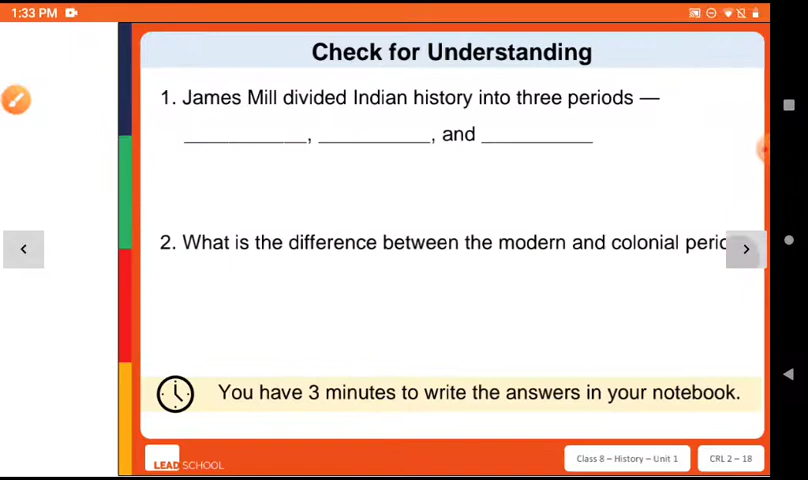 1:33 PM
Check for Understanding
1. James Mill divided Indian history into three periods —
____________, ___________, and ___________
2. What is the difference between the modern and colonial
You have 3 minutes to write the answers in your notebook.
LEAD SCHOOL
Class 8 – History – Unit 1
CRL 2 – 18